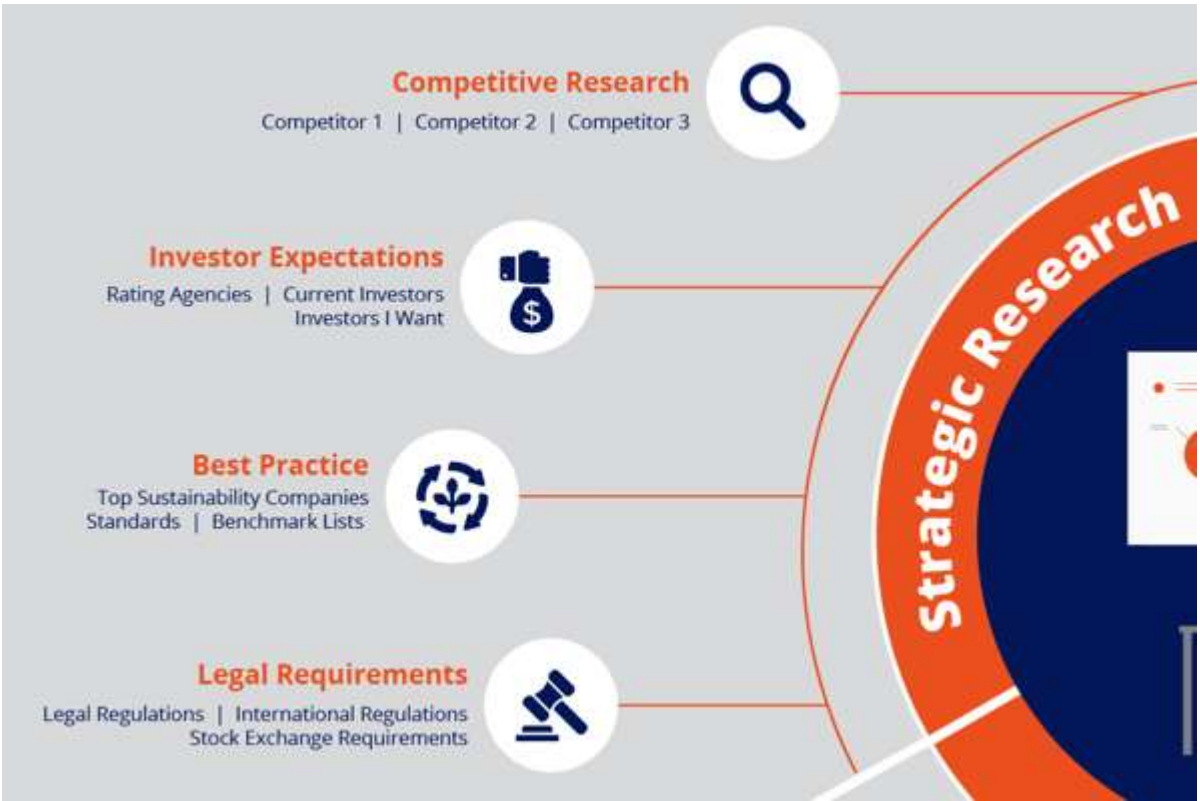 Competitive Research
Competitor 1 | Competitor 2 | Competitor 3
Investor Expectations
Rating Agencies | Current Investors
Investors I Want
Best Practice
Top Sustainability Companies
Standards | Benchmark Lists
Legal Requirements
Legal Regulations | International Regulations
Stock Exchange Requirements
Strategic Research
$